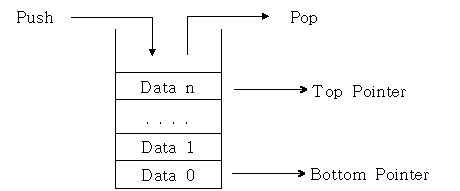 Push Pop
Data n Top Pointer
. . . .
Data 1
Data 0 Bottom Pointer